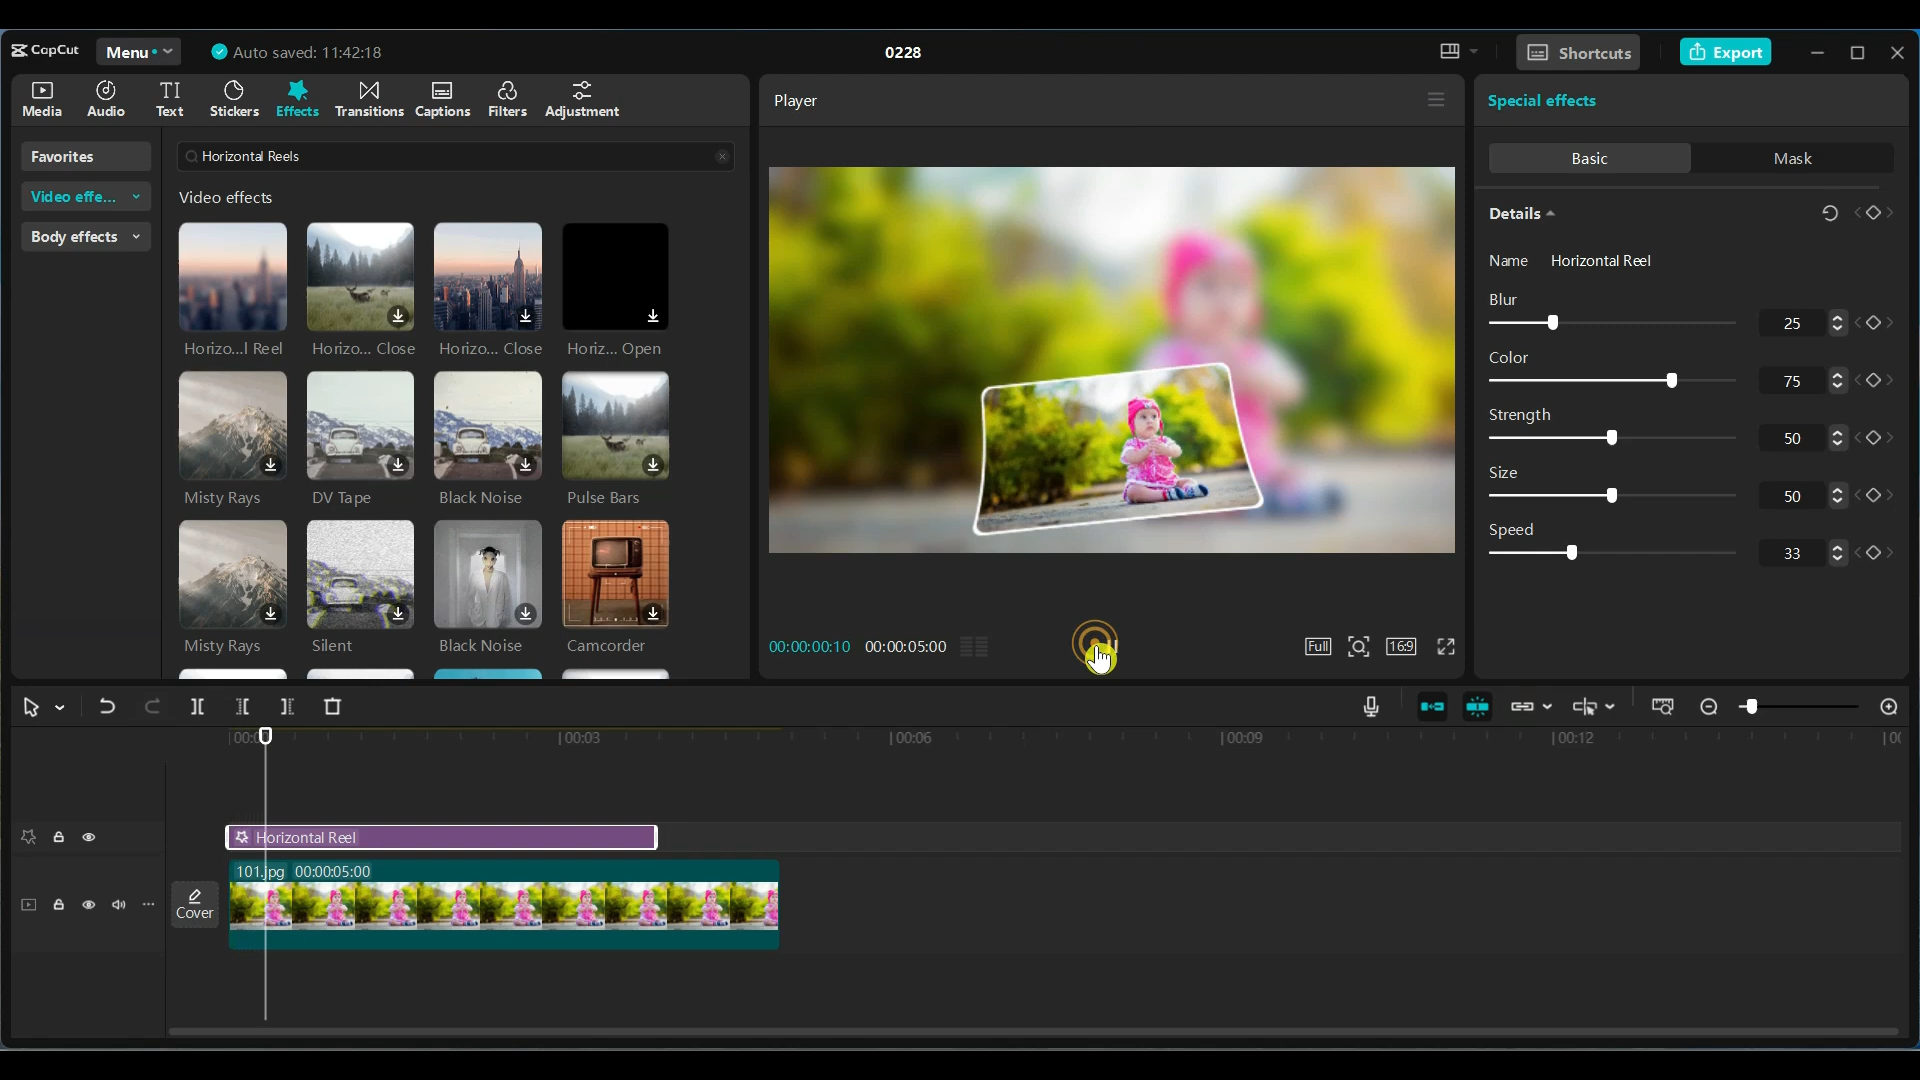 CapCut
Menu
Auto saved: 11:42:18
0228
Shortcuts
Export
Media
Audio
Text
Stickers
Effects
Transitions
Captions
Filters
Adjustment
Favorites
Video effe...
Body effects
Horizontal Reels
Video effects
Horizo...l Reel
Horizo... Close
Horizo... Close
Horiz... Open
Misty Rays
DV Tape
Black Noise
Pulse Bars
Misty Rays
Silent
Black Noise
Camcorder
Player
00:00:00:10
00:00:05:00
Full
16:9
Special effects
Basic
Mask
Details
Name
Horizontal Reel
Blur
25
Color
75
Strength
50
Size
50
Speed
33
00:03
00:06
00:09
00:12
Horizontal Reel
101.jpg 00:00:05:00
Cover